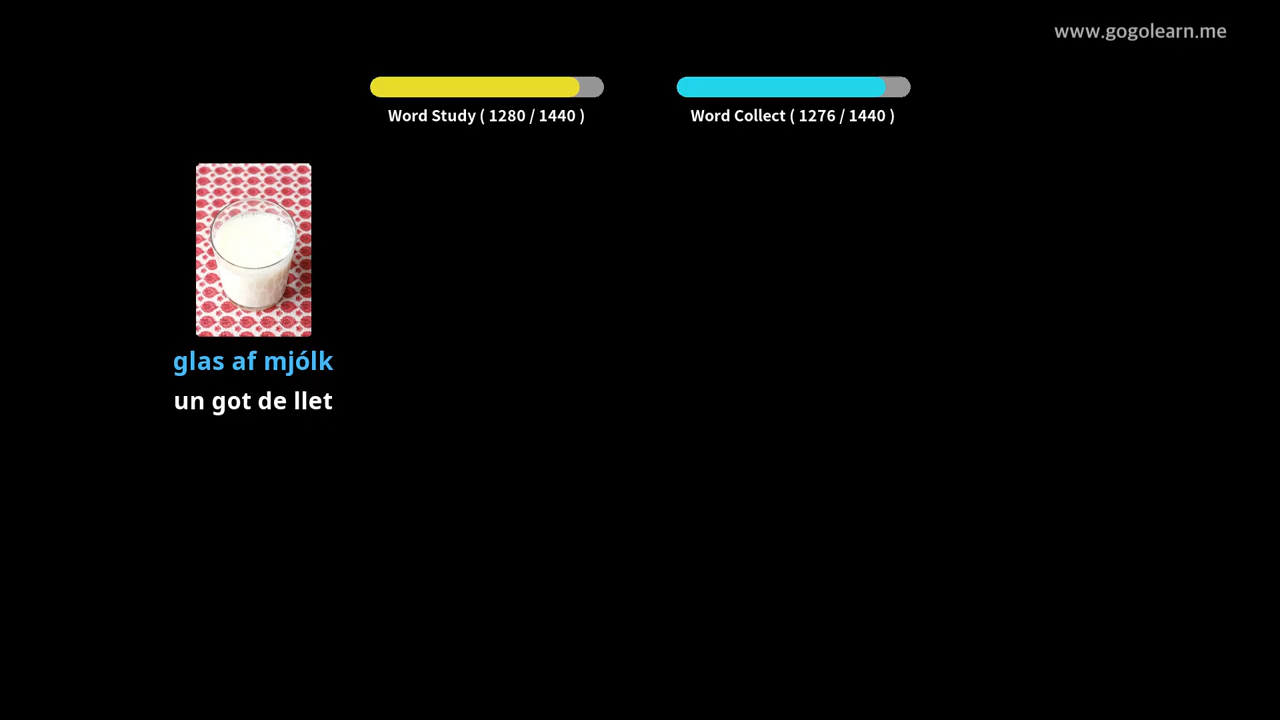 www.gogolearn.me
Word Study ( 1280 / 1440 )
Word Collect ( 1276 / 1440 )
glas af mjólk
un got de llet